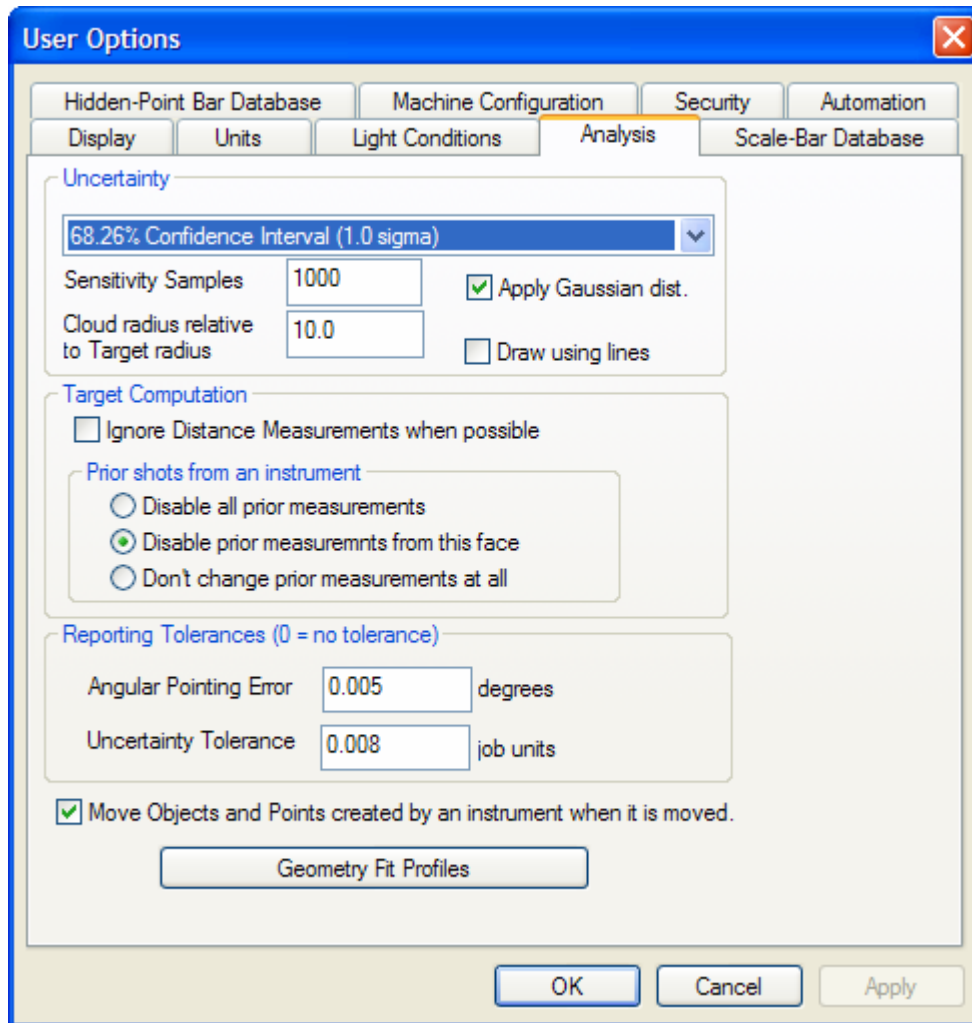 User Options
Hidden-Point Bar Database Machine Configuration Security Automation
Display Units Light Conditions Analysis Scale-Bar Database
Uncertainty
68.26% Confidence Interval (1.0 sigma)
Sensitivity Samples 1000 Apply Gaussian dist.
Cloud radius relative
to Target radius 10.0 Draw using lines
Target Computation
Ignore Distance Measurements when possible
Prior shots from an instrument
Disable all prior measurements
Disable prior measuremnts from this face
Don't change prior measurements at all
Reporting Tolerances (0 = no tolerance)
Angular Pointing Error 0.005 degrees
Uncertainty Tolerance 0.008 job units
Move Objects and Points created by an instrument when it is moved.
Geometry Fit Profiles
OK Cancel Apply